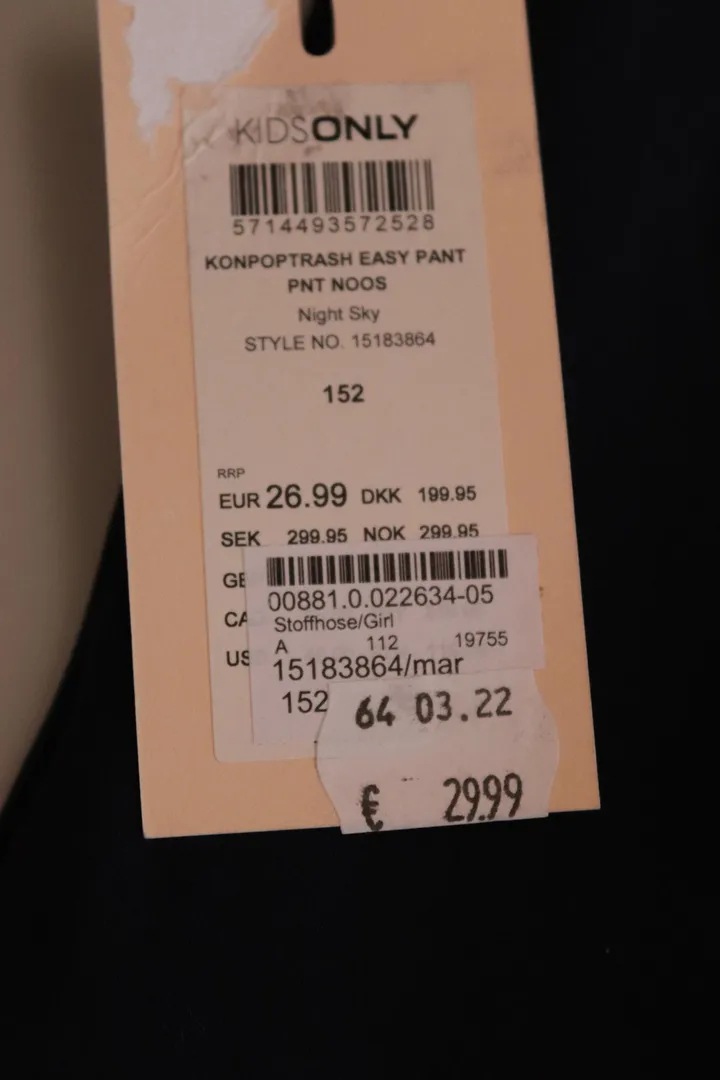 KIDSONLY
5714493572528
KONPOPTRASH EASY PANT
PNT NOOS
Night Sky
STYLE NO. 15183864
152
RRP
EUR 26.99 DKK 199.95
SEK 299.95 NOK 299.95
GB
CA
US
00881.0.022634-05
Stoffhose/Girl
A 112 19755
15183864/mar
152
64 03.22
€ 29.99